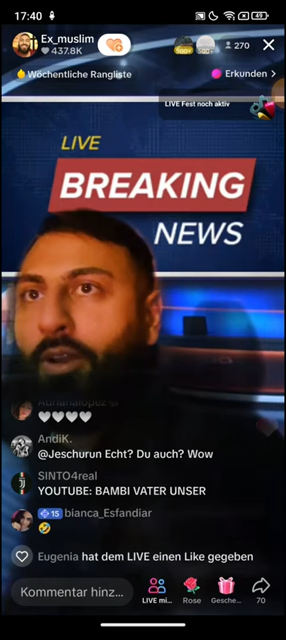 17:40
49
Ex_muslim
437.8K
270
Wöchentliche Rangliste
Erkunden >
LIVE Fest noch aktiv
LIVE
BREAKING
NEWS
Adrianalopez
🤍🤍🤍🤍
AndiK.
@Jeschurun Echt? Du auch? Wow
SINTO4real
YOUTUBE: BAMBI VATER UNSER
15 bianca_Esfandiar
🤣
Eugenia hat dem LIVE einen Like gegeben
Kommentar hinz...
LIVE mi...
Rose
Gesche...
70